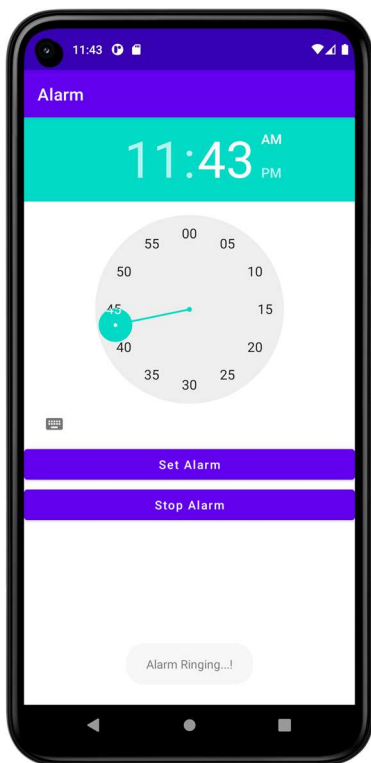 11:43
Alarm
11:43
AM
PM
00
55 05
50 10
45 15
40 20
35 25
30
Set Alarm
Stop Alarm
Alarm Ringing...!